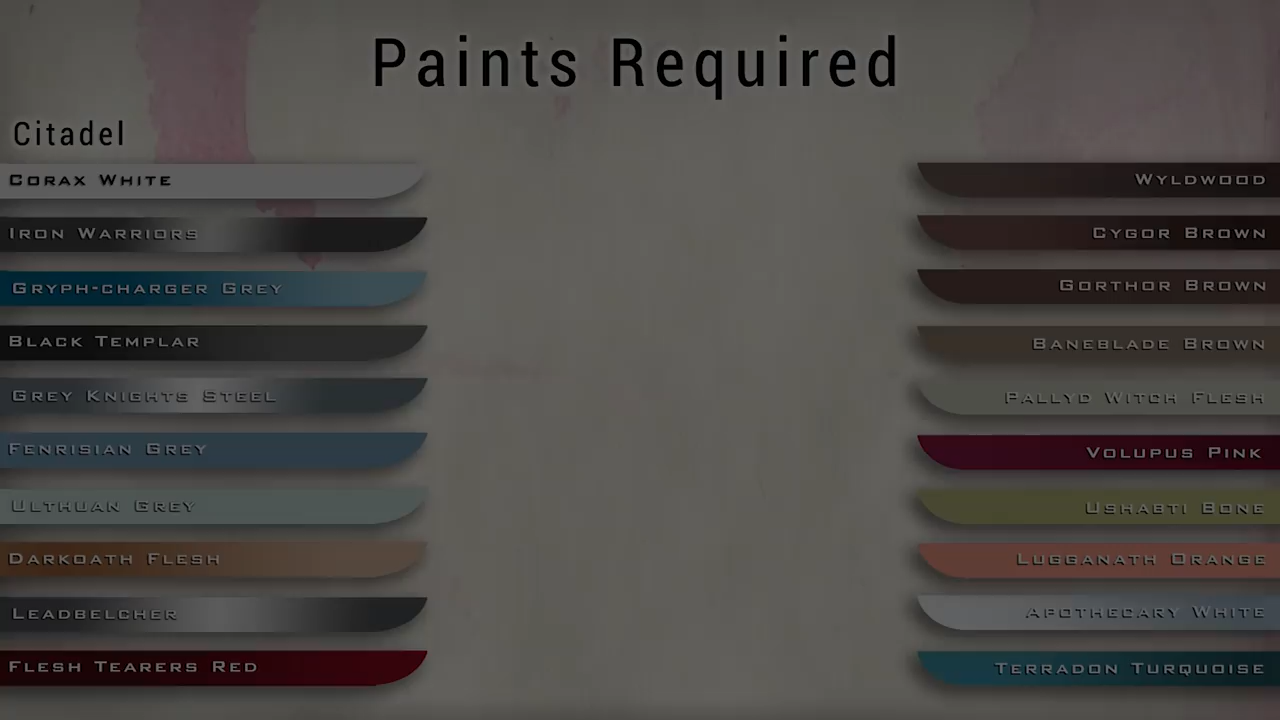 Paints Required
Citadel
Corax White
Iron Warriors
Gryph-charger Grey
Black Templar
Grey Knights Steel
Fenrisian Grey
Ulthuan Grey
Darkoath Flesh
Leadbelcher
Flesh Tearers Red
Wyldwood
Cygor Brown
Gorthor Brown
Baneblade Brown
Pallyd Witch Flesh
Volupus Pink
Ushabti Bone
Lugganath Orange
Apothecary White
Terradon Turquoise